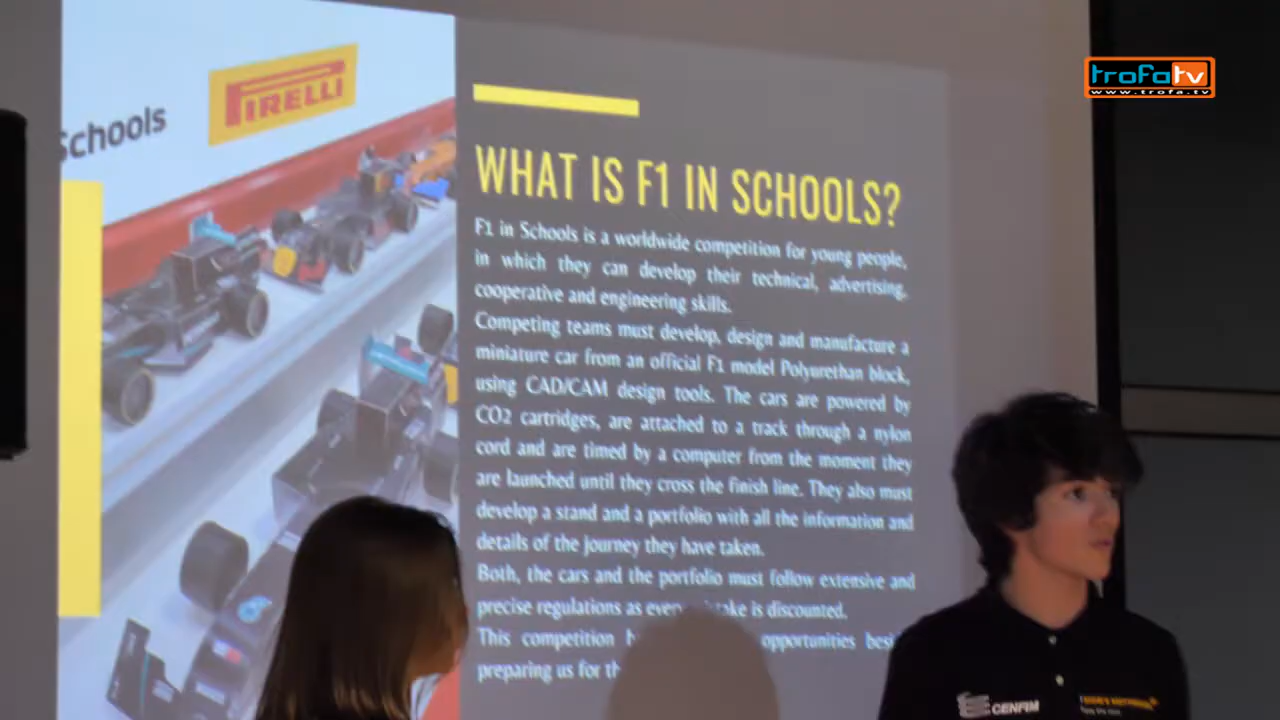 trofatv
www.trofa.tv
Schools
PIRELLI
WHAT IS F1 IN SCHOOLS?
F1 in Schools is a worldwide competition for young people,
in which they can develop their technical, advertising,
cooperative and engineering skills.
Competing teams must develop, design and manufacture a
miniature car from an official F1 model Polyurethan block,
using CAD/CAM design tools. The cars are powered by
CO2 cartridges, are attached to a track through a nylon
cord and are timed by a computer from the moment they
are launched until they cross the finish line. They also must
develop a stand and a portfolio with all the information and
details of the journey they have taken.
Both, the cars and the portfolio must follow extensive and
precise regulations as every is discounted.
This competition opportunities
preparing us for
CENFIM